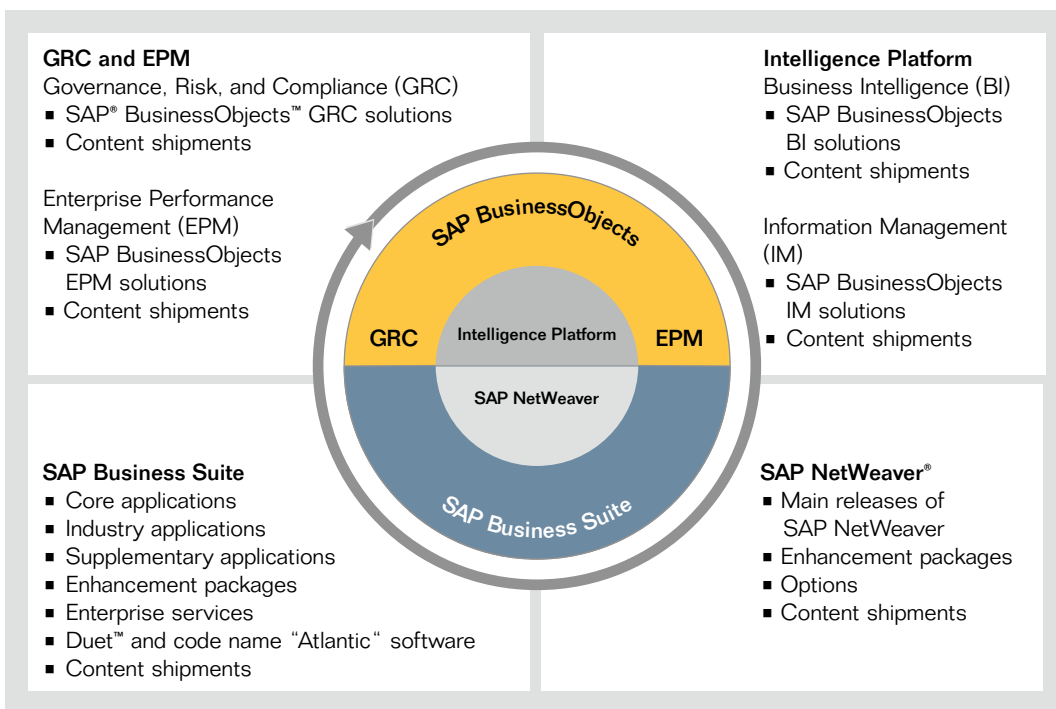 GRC and EPM
Governance, Risk, and Compliance (GRC)
▪ SAP® BusinessObjects™ GRC solutions
▪ Content shipments
Enterprise Performance
Management (EPM)
▪ SAP BusinessObjects
EPM solutions
▪ Content shipments
Intelligence Platform
Business Intelligence (BI)
▪ SAP BusinessObjects
BI solutions
▪ Content shipments
Information Management
(IM)
▪ SAP BusinessObjects
IM solutions
▪ Content shipments
SAP BusinessObjects
GRC
Intelligence Platform
EPM
SAP NetWeaver
SAP Business Suite
SAP Business Suite
▪ Core applications
▪ Industry applications
▪ Supplementary applications
▪ Enhancement packages
▪ Enterprise services
▪ Duet™ and code name “Atlantic“ software
▪ Content shipments
SAP NetWeaver®
▪ Main releases of
SAP NetWeaver
▪ Enhancement packages
▪ Options
▪ Content shipments